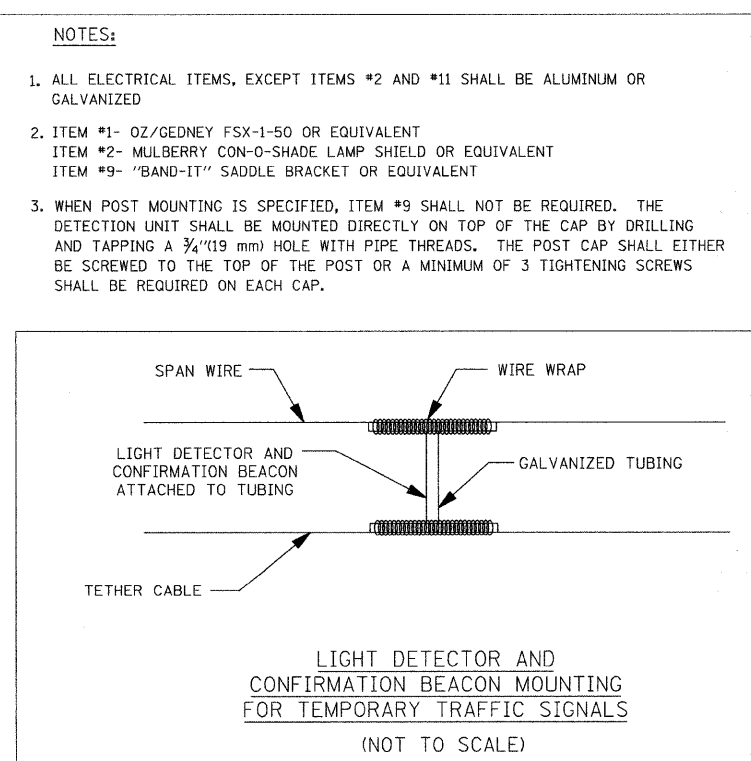 NOTES:
1. ALL ELECTRICAL ITEMS, EXCEPT ITEMS #2 AND #11 SHALL BE ALUMINUM OR
GALVANIZED
2. ITEM #1- OZ/GEDNEY FSX-1-50 OR EQUIVALENT
ITEM #2- MULBERRY CON-O-SHADE LAMP SHIELD OR EQUIVALENT
ITEM #9- "BAND-IT" SADDLE BRACKET OR EQUIVALENT
3. WHEN POST MOUNTING IS SPECIFIED, ITEM #9 SHALL NOT BE REQUIRED. THE
DETECTION UNIT SHALL BE MOUNTED DIRECTLY ON TOP OF THE CAP BY DRILLING
AND TAPPING A ¾"(19 mm) HOLE WITH PIPE THREADS. THE POST CAP SHALL EITHER
BE SCREWED TO THE TOP OF THE POST OR A MINIMUM OF 3 TIGHTENING SCREWS
SHALL BE REQUIRED ON EACH CAP.
SPAN WIRE
WIRE WRAP
LIGHT DETECTOR AND
CONFIRMATION BEACON
ATTACHED TO TUBING
GALVANIZED TUBING
TETHER CABLE
LIGHT DETECTOR AND
CONFIRMATION BEACON MOUNTING
FOR TEMPORARY TRAFFIC SIGNALS
(NOT TO SCALE)